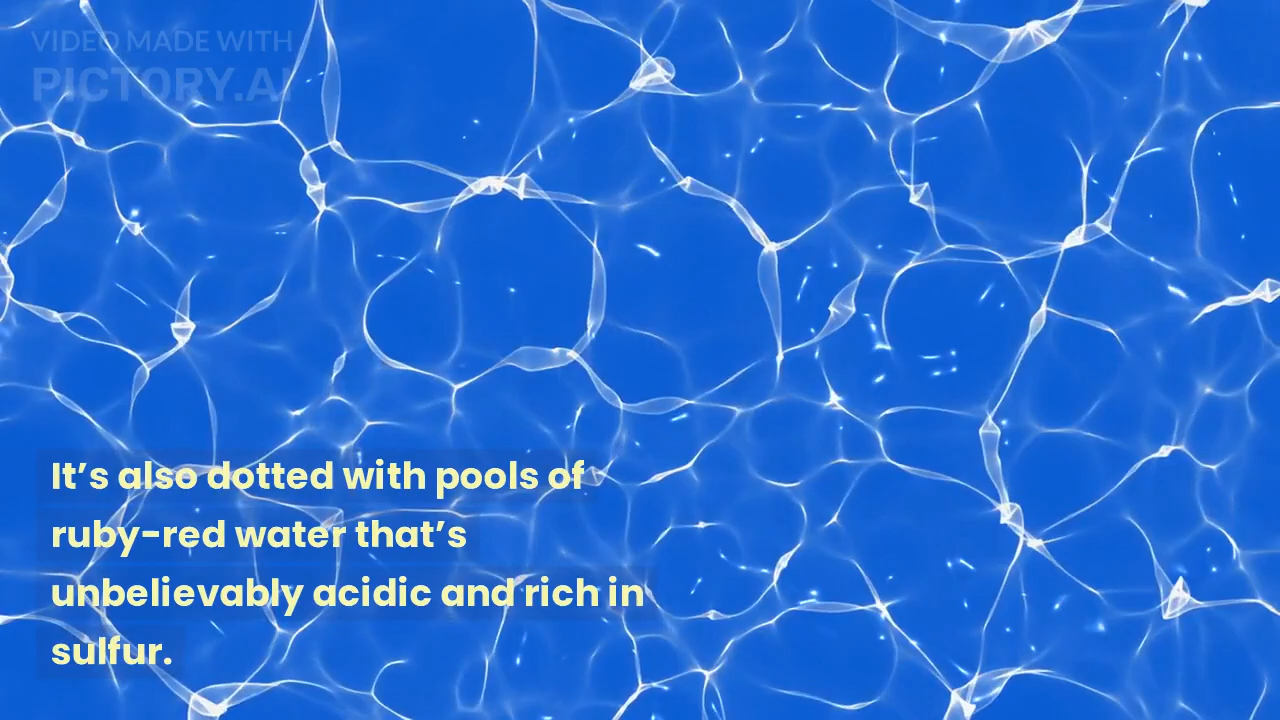 VIDEO MADE WITH
PICTORY.AI
It’s also dotted with pools of
ruby-red water that’s
unbelievably acidic and rich in
sulfur.